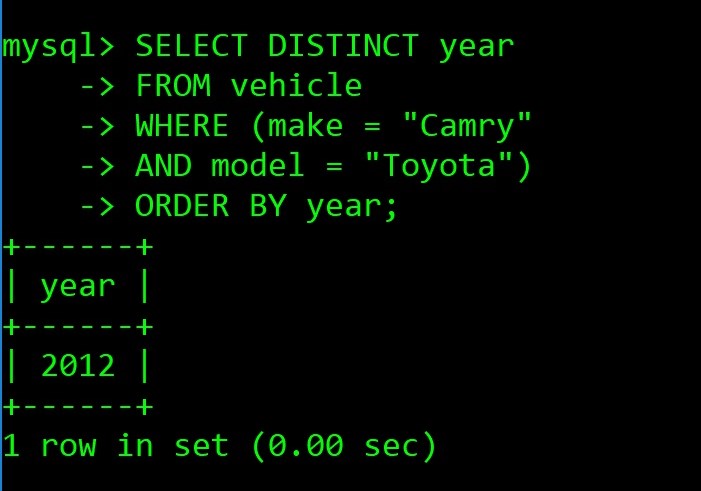 mysql> SELECT DISTINCT year
    -> FROM vehicle
    -> WHERE (make = "Camry"
    -> AND model = "Toyota")
    -> ORDER BY year;
+------+
| year |
+------+
| 2012 |
+------+
1 row in set (0.00 sec)